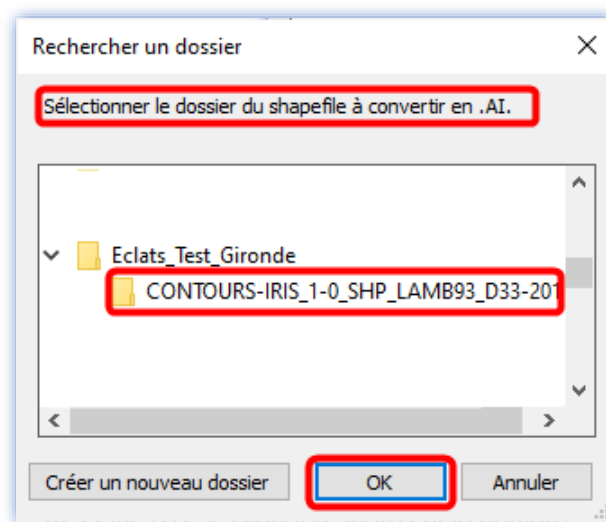 Rechercher un dossier
Sélectionner le dossier du shapefile à convertir en .AI.
Eclats_Test_Gironde
CONTOURS-IRIS_1-0_SHP_LAMB93_D33-201
Créer un nouveau dossier
OK
Annuler